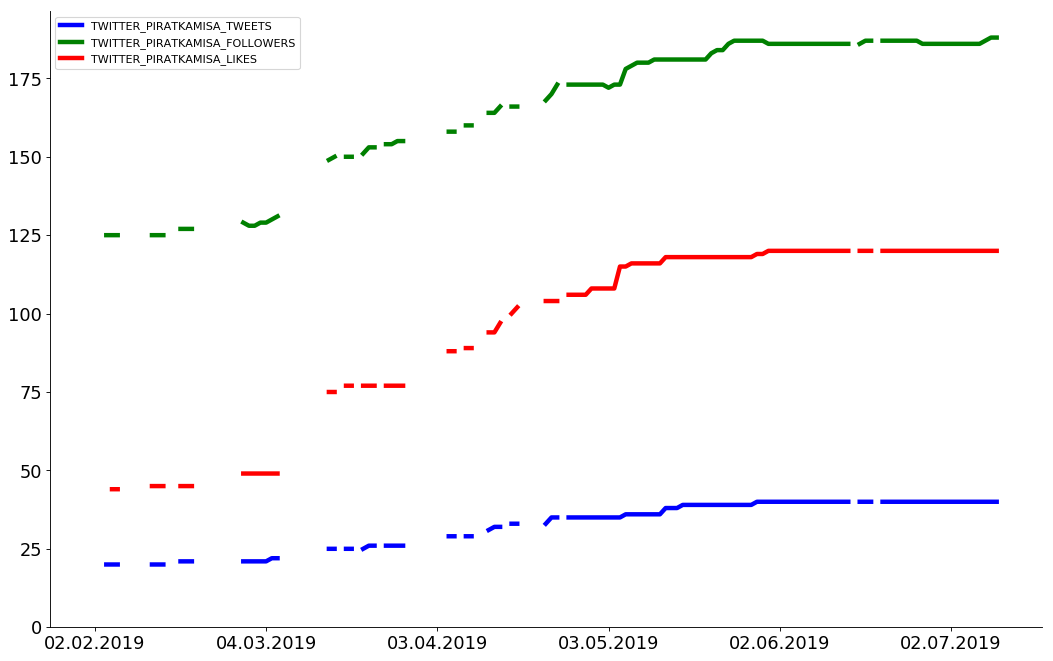 TWITTER_PIRATKAMISA_TWEETS
TWITTER_PIRATKAMISA_FOLLOWERS
TWITTER_PIRATKAMISA_LIKES
175
150
125
100
75
50
25
0
02.02.2019 04.03.2019 03.04.2019 03.05.2019 02.06.2019 02.07.2019